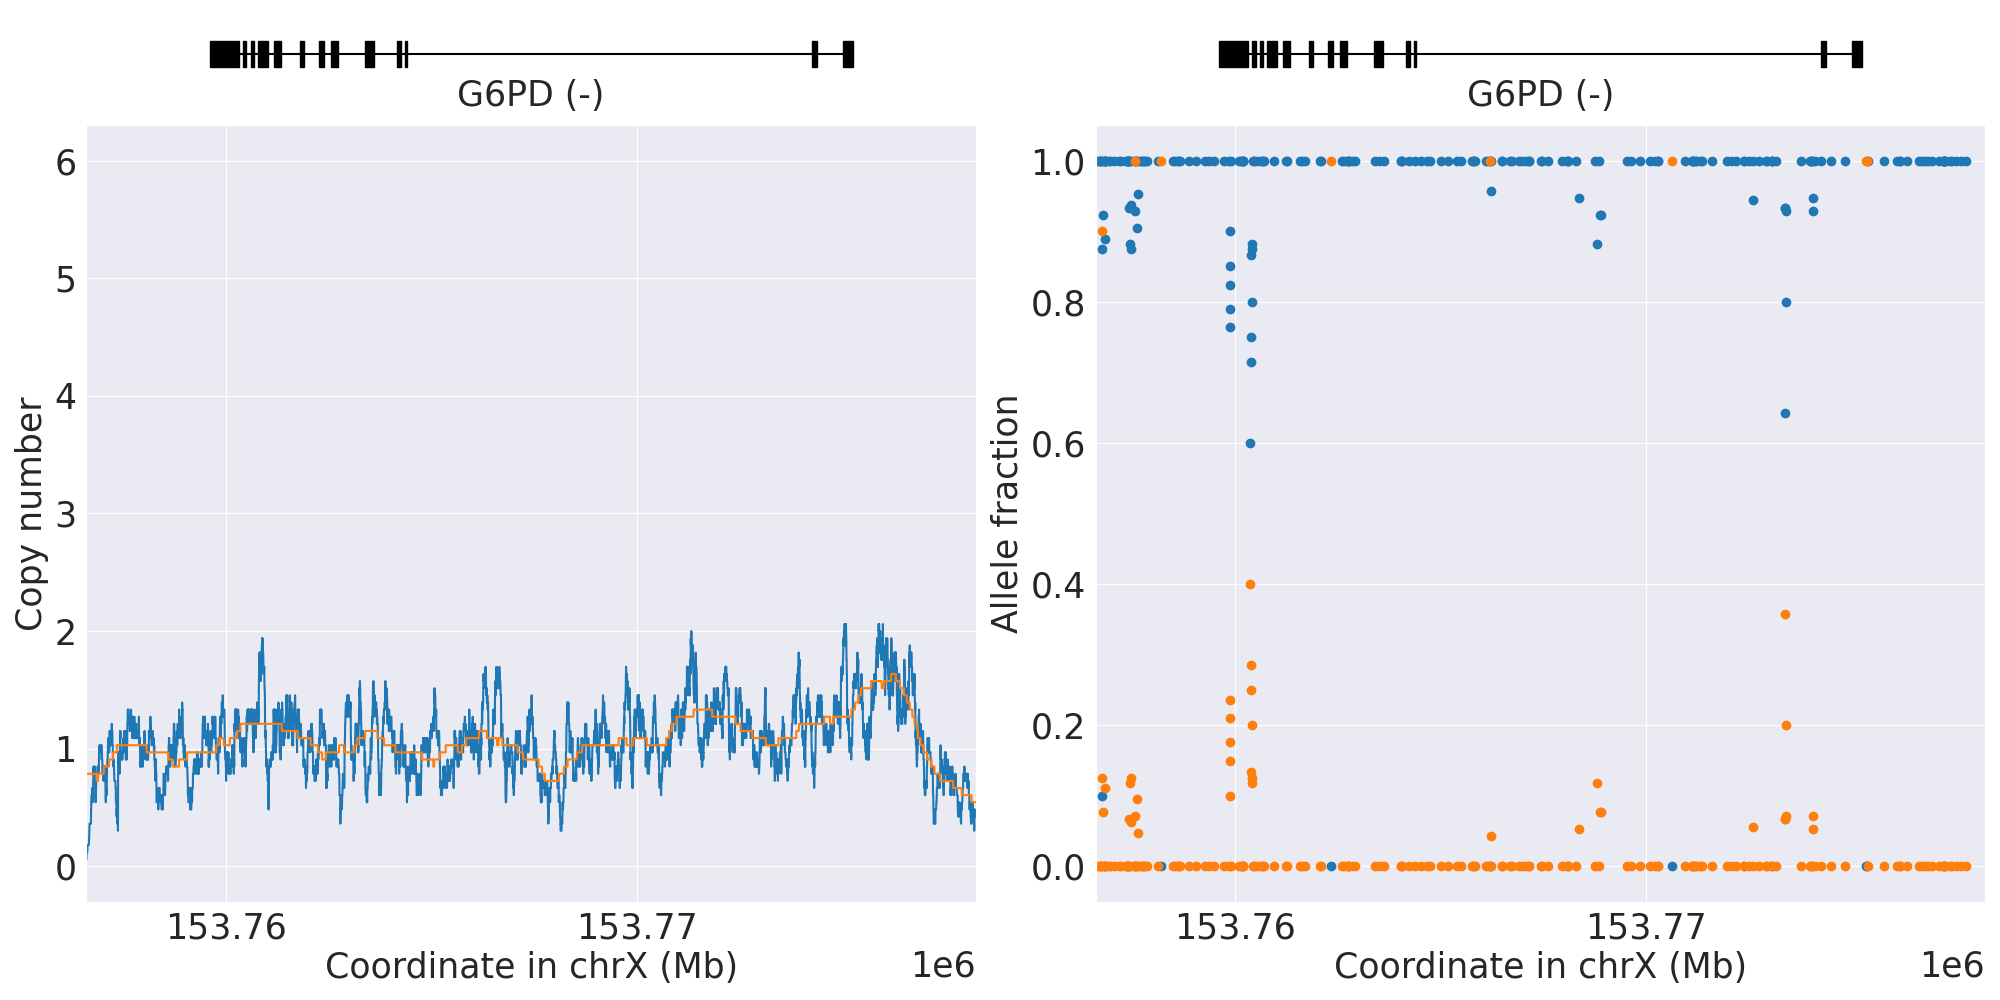 G6PD (-)
6
5
4
3
2
1
0
Copy number
153.76
153.77
Coordinate in chrX (Mb)
1e6
G6PD (-)
1.0
0.8
0.6
0.4
0.2
0.0
Allele fraction
153.76
153.77
Coordinate in chrX (Mb)
1e6